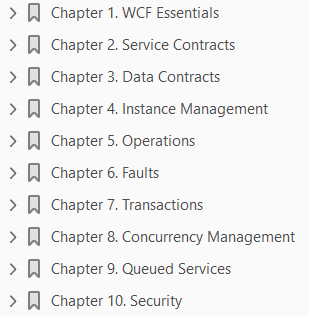 Chapter 1. WCF Essentials
Chapter 2. Service Contracts
Chapter 3. Data Contracts
Chapter 4. Instance Management
Chapter 5. Operations
Chapter 6. Faults
Chapter 7. Transactions
Chapter 8. Concurrency Management
Chapter 9. Queued Services
Chapter 10. Security